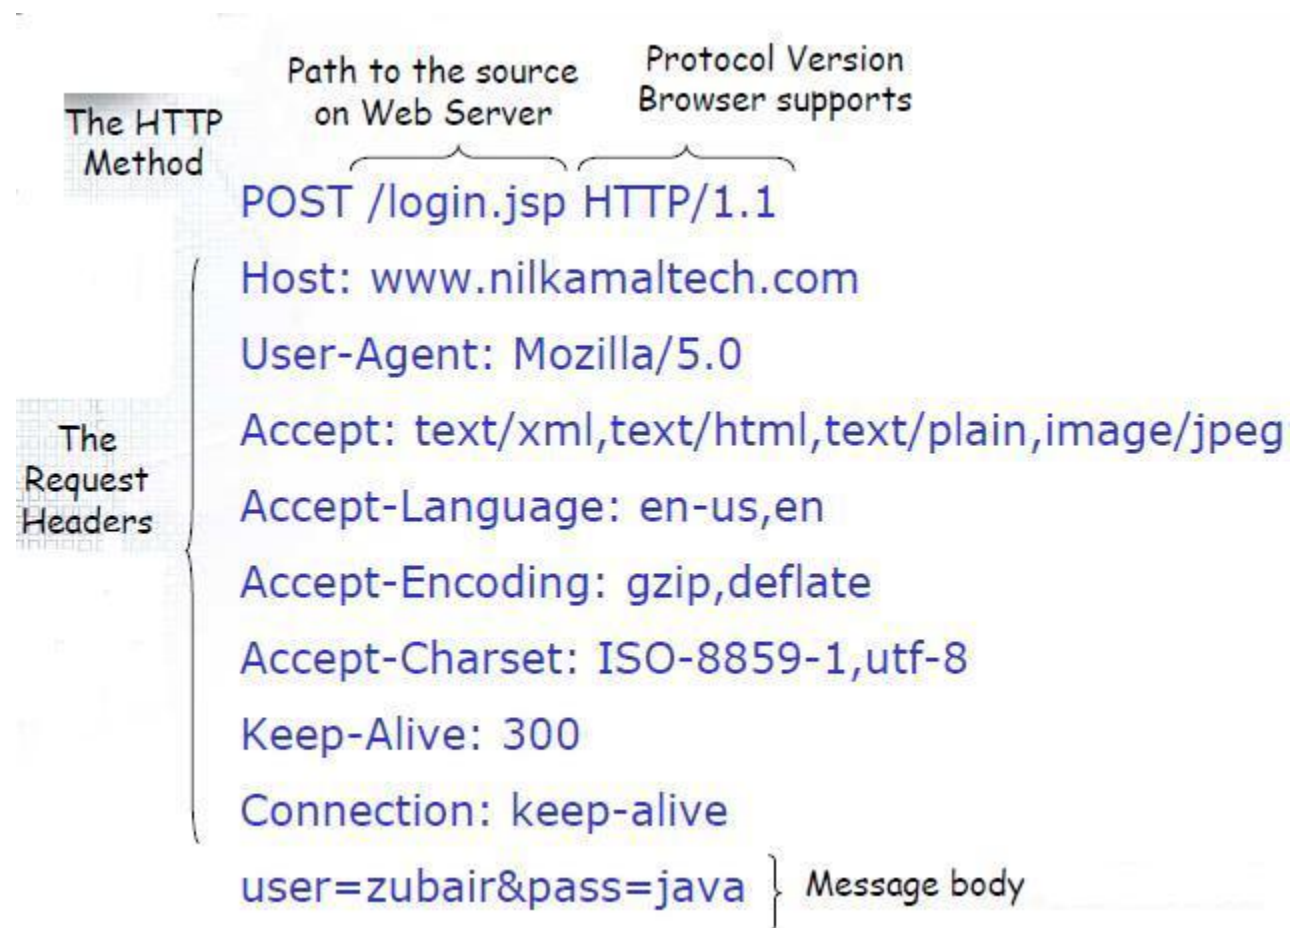 Path to the source
on Web Server
Protocol Version
Browser supports
The HTTP
Method
POST /login.jsp HTTP/1.1
Host: www.nilkamaltech.com
User-Agent: Mozilla/5.0
Accept: text/xml,text/html,text/plain,image/jpeg
The
Request
Headers
Accept-Language: en-us,en
Accept-Encoding: gzip,deflate
Accept-Charset: ISO-8859-1,utf-8
Keep-Alive: 300
Connection: keep-alive
user=zubair&pass=java
Message body